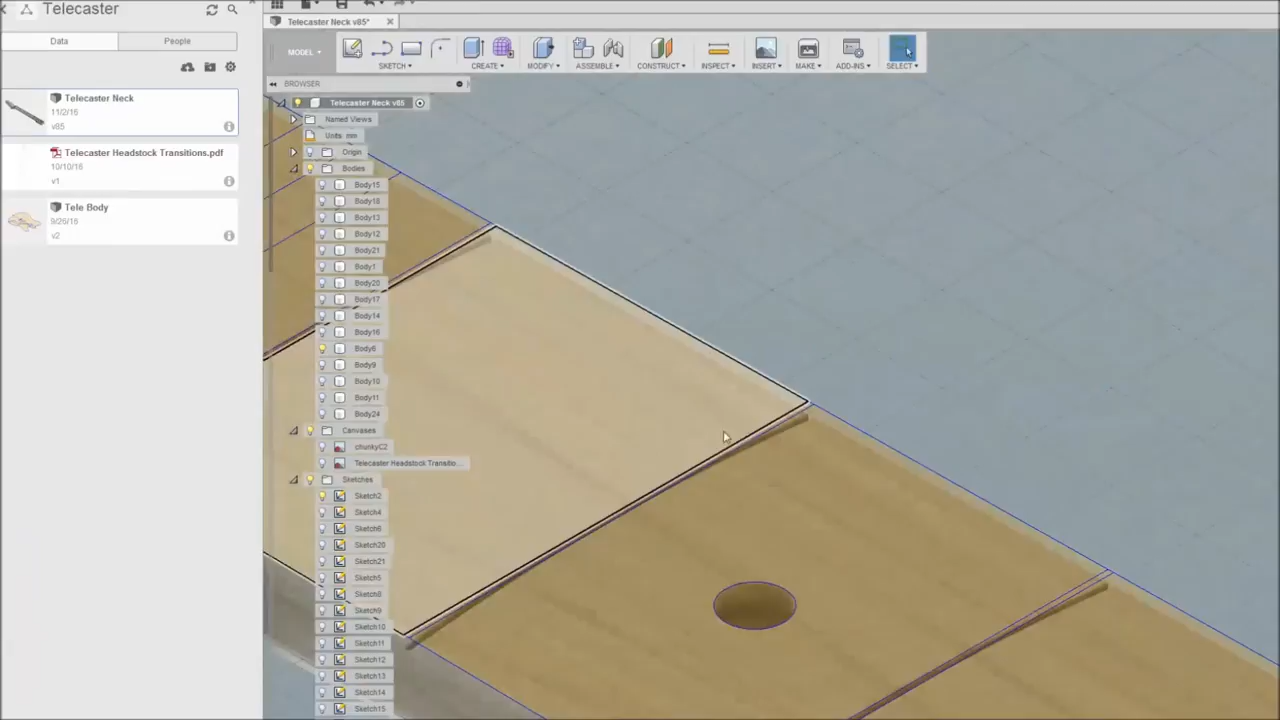 Telecaster
Telecaster Neck v85*
Data
People
MODEL
SKETCH
CREATE
MODIFY
ASSEMBLE
CONSTRUCT
INSPECT
INSERT
MAKE
ADD-INS
SELECT
BROWSER
Telecaster Neck
11/2/16
v85
Telecaster Headstock Transitions.pdf
10/10/16
v1
Tele Body
9/26/16
v2
Telecaster Neck v85
Named Views
Units: mm
Origin
Bodies
Body15
Body18
Body13
Body12
Body21
Body1
Body20
Body17
Body14
Body16
Body6
Body9
Body10
Body11
Body24
Canvases
chunkyC2
Telecaster Headstock Transitio...
Sketches
Sketch2
Sketch4
Sketch6
Sketch20
Sketch21
Sketch5
Sketch8
Sketch9
Sketch10
Sketch11
Sketch12
Sketch13
Sketch14
Sketch15